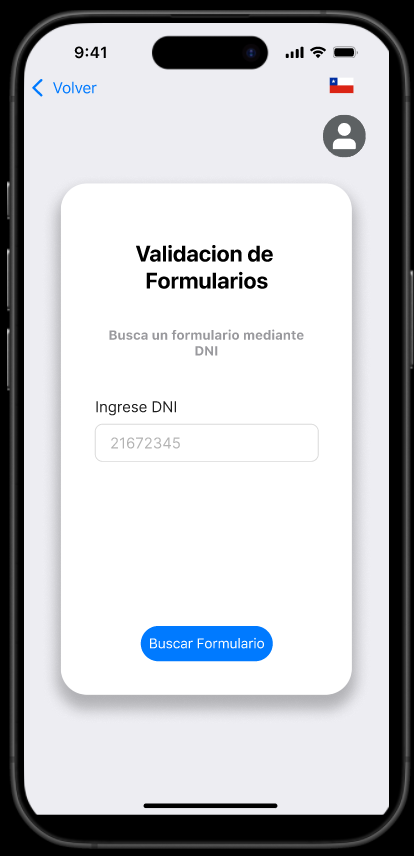 9:41
Volver
Validacion de
Formularios
Busca un formulario mediante
DNI
Ingrese DNI
21672345
Buscar Formulario